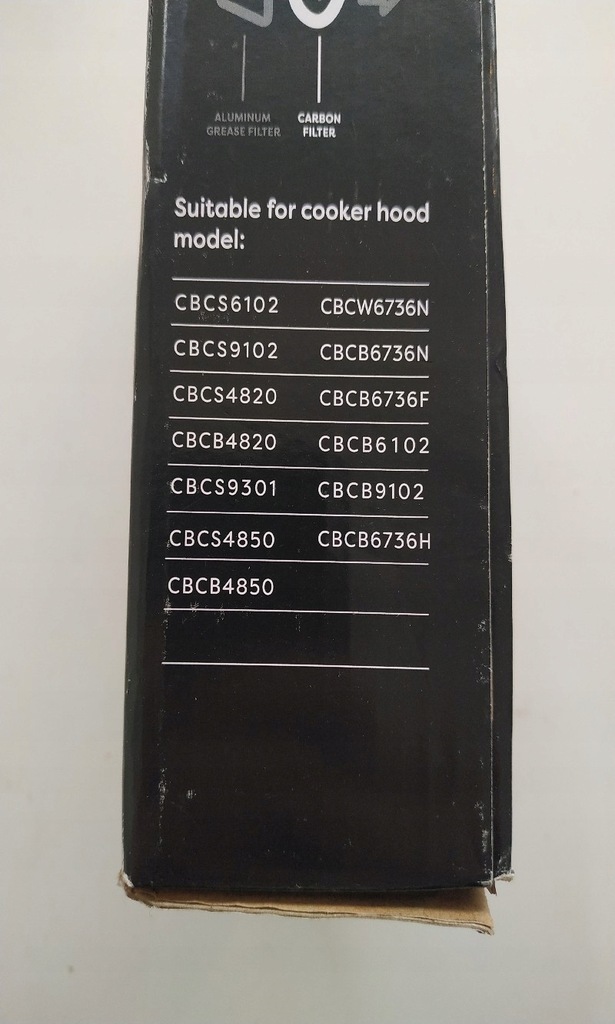 ALUMINUM
GREASE FILTER
CARBON
FILTER
Suitable for cooker hood
model:
CBCS6102 CBCW6736N
CBCS9102 CBCB6736N
CBCS4820 CBCB6736F
CBCB4820 CBCB6102
CBCS9301 CBCB9102
CBCS4850 CBCB6736H
CBCB4850